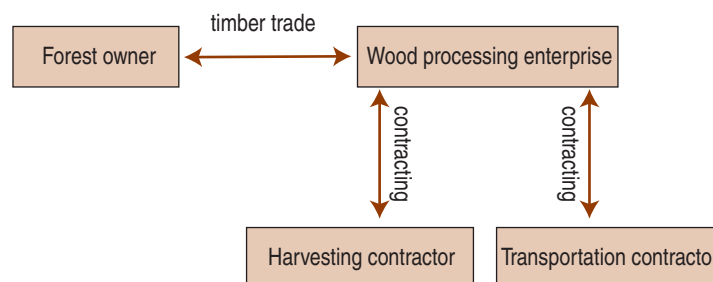 timber trade
Forest owner
Wood processing enterprise
contracting
contracting
Harvesting contractor
Transportation contracto